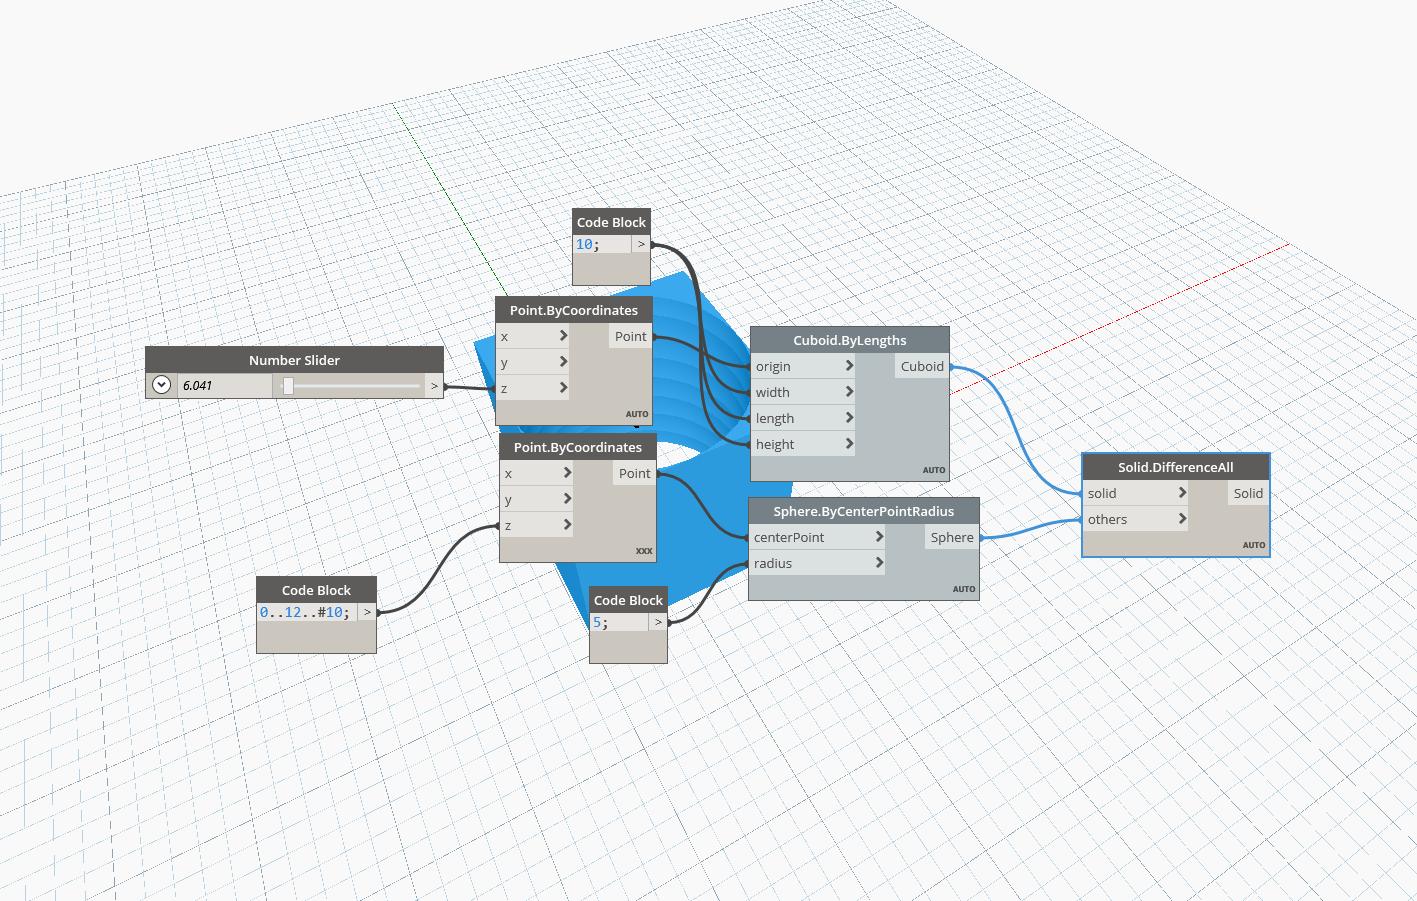 Code Block
10;
>
Point.ByCoordinates
x
Point
y
z
AUTO
Number Slider
6.041
>
Cuboid.ByLengths
origin
Cuboid
width
length
height
AUTO
Point.ByCoordinates
x
Point
y
z
XXX
Solid.DifferenceAll
solid
Solid
others
AUTO
Sphere.ByCenterPointRadius
centerPoint
Sphere
radius
AUTO
Code Block
0..12..#10;
>
Code Block
5;
>